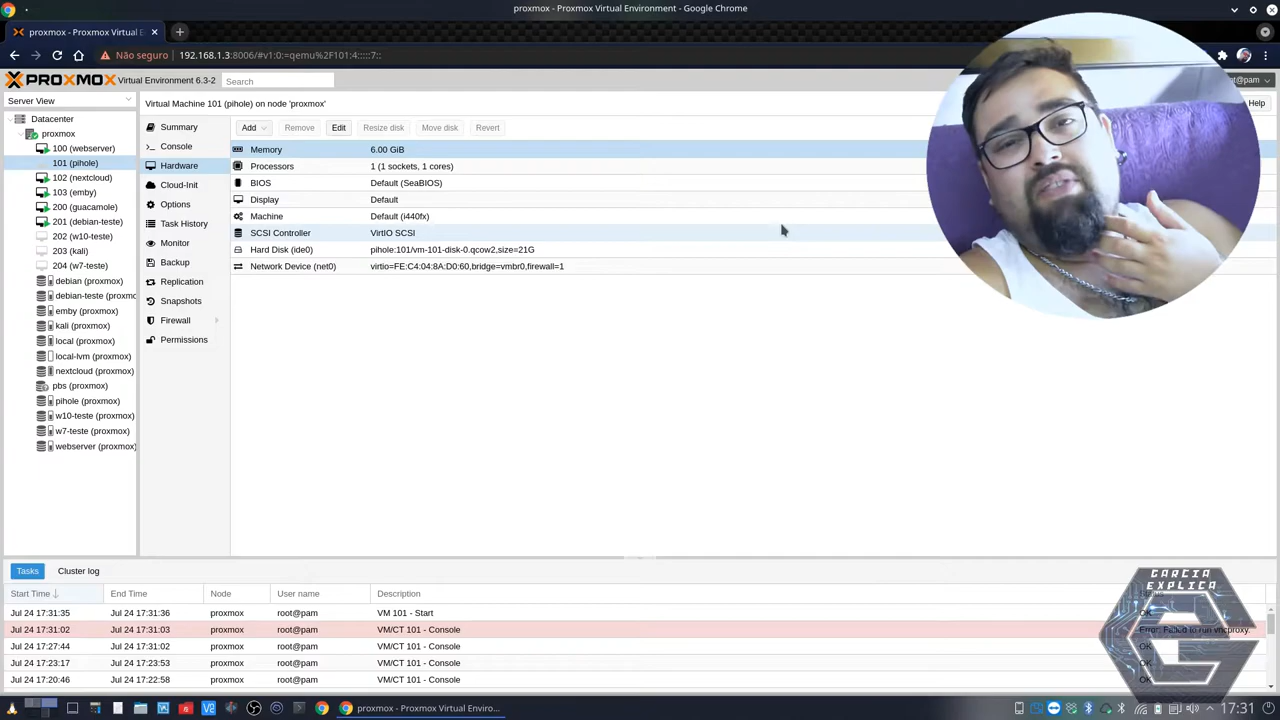 proxmox - Proxmox Virtual Environment - Google Chrome
proxmox - Proxmox Virtual Environment
Não seguro 192.168.1.3:8006/#v1:0:=qemu%2F101:4:::::7::
PROXMOX Virtual Environment 6.3-2 Search
@pam
Server View
Virtual Machine 101 (pihole) on node 'proxmox'
Help
Datacenter
proxmox
100 (webserver)
101 (pihole)
102 (nextcloud)
103 (emby)
200 (guacamole)
201 (debian-teste)
202 (w10-teste)
203 (kali)
204 (w7-teste)
debian (proxmox)
debian-teste (proxmo
emby (proxmox)
kali (proxmox)
local (proxmox)
local-lvm (proxmox)
nextcloud (proxmox)
pbs (proxmox)
pihole (proxmox)
w10-teste (proxmox)
w7-teste (proxmox)
webserver (proxmox)
Summary
Console
Hardware
Cloud-Init
Options
Task History
Monitor
Backup
Replication
Snapshots
Firewall
Permissions
Add Remove Edit Resize disk Move disk Revert
Memory 6.00 GiB
Processors 1 (1 sockets, 1 cores)
BIOS Default (SeaBIOS)
Display Default
Machine Default (i440fx)
SCSI Controller VirtIO SCSI
Hard Disk (ide0) pihole:101/vm-101-disk-0.qcow2,size=21G
Network Device (net0) virtio=FE:C4:04:8A:D0:60,bridge=vmbr0,firewall=1
Tasks Cluster log
Start Time End Time Node User name Description Status
Jul 24 17:31:35 Jul 24 17:31:36 proxmox root@pam VM 101 - Start OK
Jul 24 17:31:02 Jul 24 17:31:03 proxmox root@pam VM/CT 101 - Console Error: Failed to run vncproxy.
Jul 24 17:27:44 Jul 24 17:31:02 proxmox root@pam VM/CT 101 - Console OK
Jul 24 17:23:17 Jul 24 17:23:53 proxmox root@pam VM/CT 101 - Console OK
Jul 24 17:20:46 Jul 24 17:22:58 proxmox root@pam VM/CT 101 - Console OK
GARCIA
EXPLICA
proxmox - Proxmox Virtual Enviro...
17:31